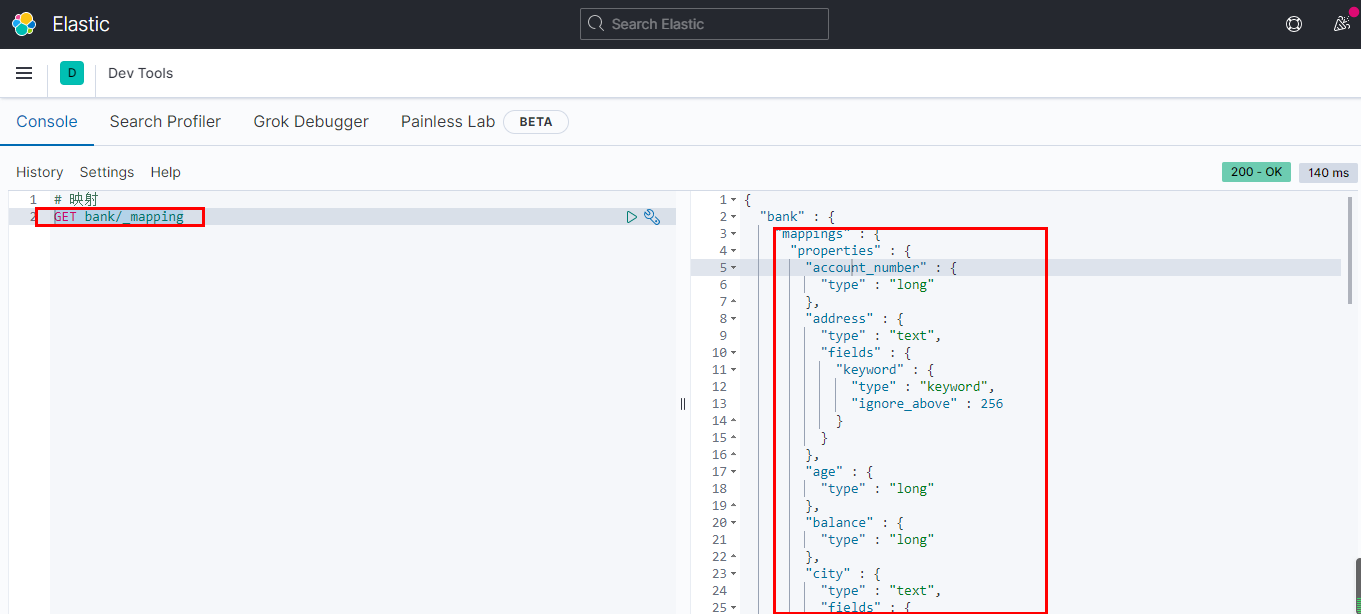 Elastic
Search Elastic
D
Dev Tools
Console Search Profiler Grok Debugger Painless Lab BETA
History Settings Help
200 - OK 140 ms
1 # 映射
2 GET bank/_mapping
1 {
2 "bank" : {
3 "mappings" : {
4 "properties" : {
5 "account_number" : {
6 "type" : "long"
7 },
8 "address" : {
9 "type" : "text",
10 "fields" : {
11 "keyword" : {
12 "type" : "keyword",
13 "ignore_above" : 256
14 }
15 }
16 },
17 "age" : {
18 "type" : "long"
19 },
20 "balance" : {
21 "type" : "long"
22 },
23 "city" : {
24 "type" : "text",
25 "fields" : {